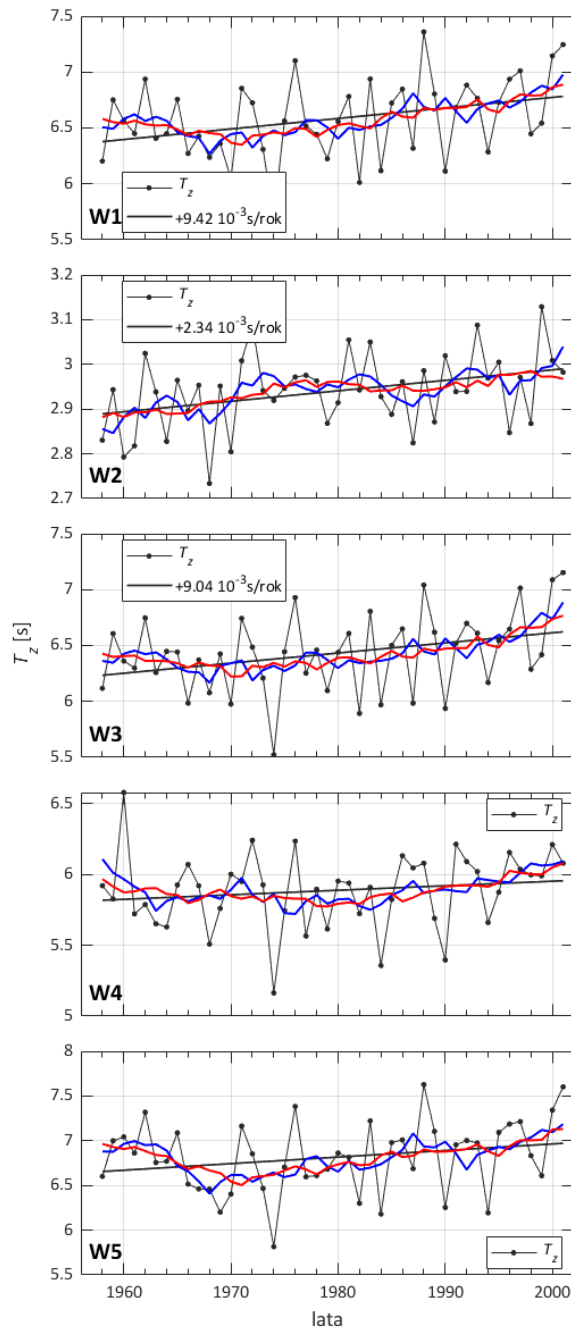 7.5
7
6.5
6
5.5
W1
T_z
+9.42 10^-3 s/rok
3.2
3.1
3
2.9
2.8
2.7
W2
T_z
+2.34 10^-3 s/rok
7.5
7
6.5
6
5.5
W3
T_z
+9.04 10^-3 s/rok
T_z [s]
6.5
6
5.5
5
W4
T_z
8
7.5
7
6.5
6
5.5
W5
T_z
1960 1970 1980 1990 2000
lata